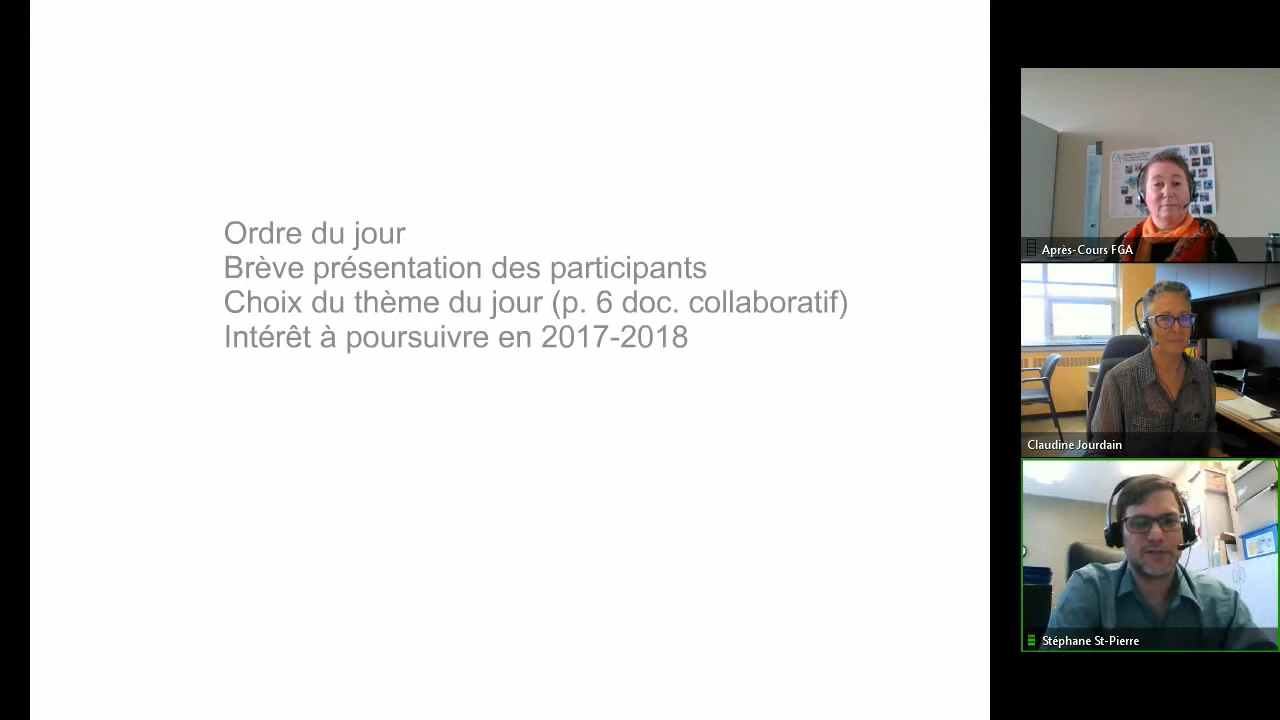 Ordre du jour
Brève présentation des participants
Choix du thème du jour (p. 6 doc. collaboratif)
Intérêt à poursuivre en 2017-2018
Après-Cours FGA
Claudine Jourdain
Stéphane St-Pierre